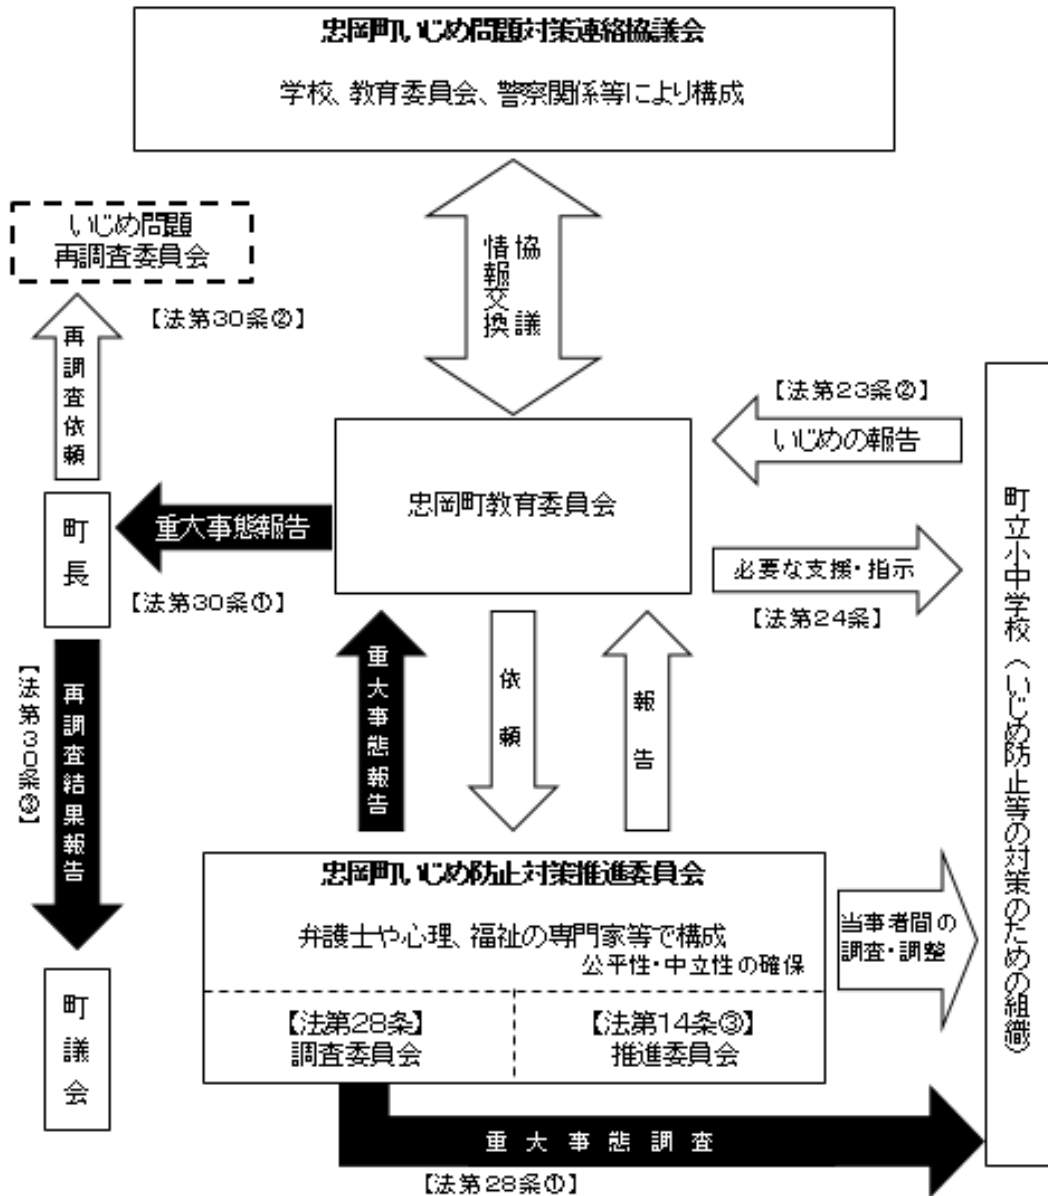 忠岡町いじめ問題対策連絡協議会
学校、教育委員会、警察関係等により構成
いじめ問題
再調査委員会
【法第30条②】
再調査依頼
協議
情報交換
【法第23条②】
いじめの報告
忠岡町教育委員会
町長
重大事態報告
【法第30条①】
必要な支援・指示
【法第24条】
町立小中学校（いじめ防止等の対策のための組織）
【法第30条③】
再調査結果報告
重大事態報告
依頼
報告
忠岡町いじめ防止対策推進委員会
弁護士や心理、福祉の専門家等で構成
公平性・中立性の確保
【法第28条】
調査委員会
【法第14条③】
推進委員会
当事者間の
調査・調整
町議会
重大事態調査
【法第28条①】